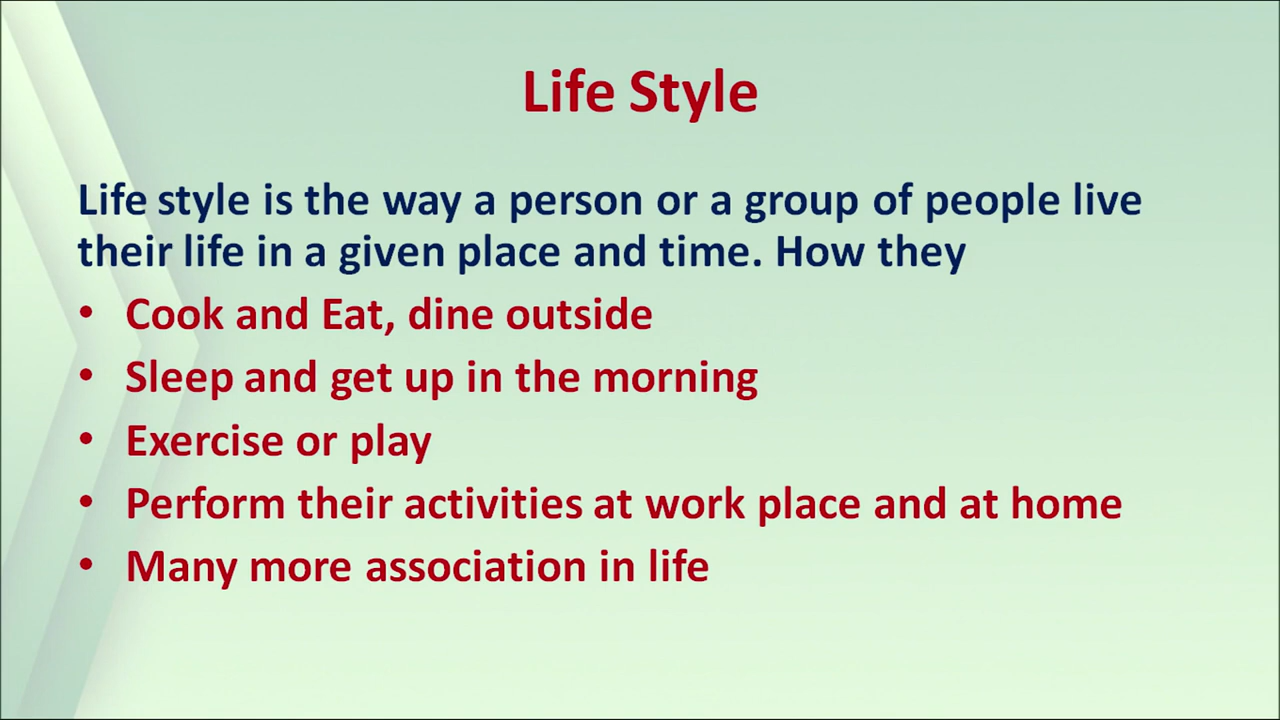 Life Style
Life style is the way a person or a group of people live
their life in a given place and time. How they
• Cook and Eat, dine outside
• Sleep and get up in the morning
• Exercise or play
• Perform their activities at work place and at home
• Many more association in life